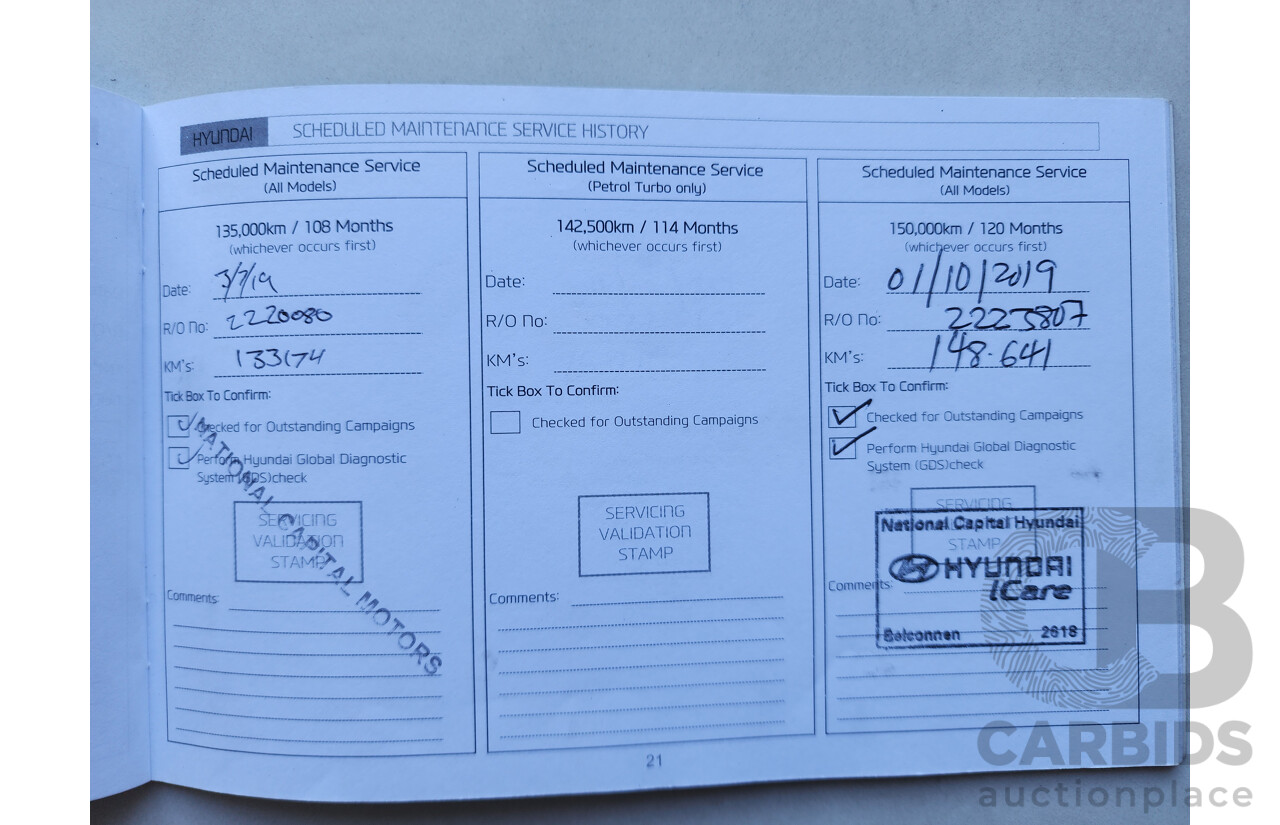 HYUNDAI SCHEDULED MAINTENANCE SERVICE HISTORY
Scheduled Maintenance Service
(All Models)
135,000km / 108 Months
(whichever occurs first)
Date: 3/7/19
R/O No: 2220080
KM's: 133174
Tick Box To Confirm:
Checked for Outstanding Campaigns
Perform Hyundai Global Diagnostic
System (GDS)check
SERVICING
VALIDATION
STAMP
NATIONAL CAPITAL MOTORS
Comments:
Scheduled Maintenance Service
(Petrol Turbo only)
142,500km / 114 Months
(whichever occurs first)
Date:
R/O No:
KM's:
Tick Box To Confirm:
Checked for Outstanding Campaigns
SERVICING
VALIDATION
STAMP
Comments:
Scheduled Maintenance Service
(All Models)
150,000km / 120 Months
(whichever occurs first)
Date: 01/10/2019
R/O No: 2223807
KM's: 148.641
Tick Box To Confirm:
Checked for Outstanding Campaigns
Perform Hyundai Global Diagnostic
System (GDS)check
SERVICING
STAMP
National Capital Hyundai
HYUNDAI
iCare
Belconnen 2618
Comments:
21
CARBIDS
auctionplace